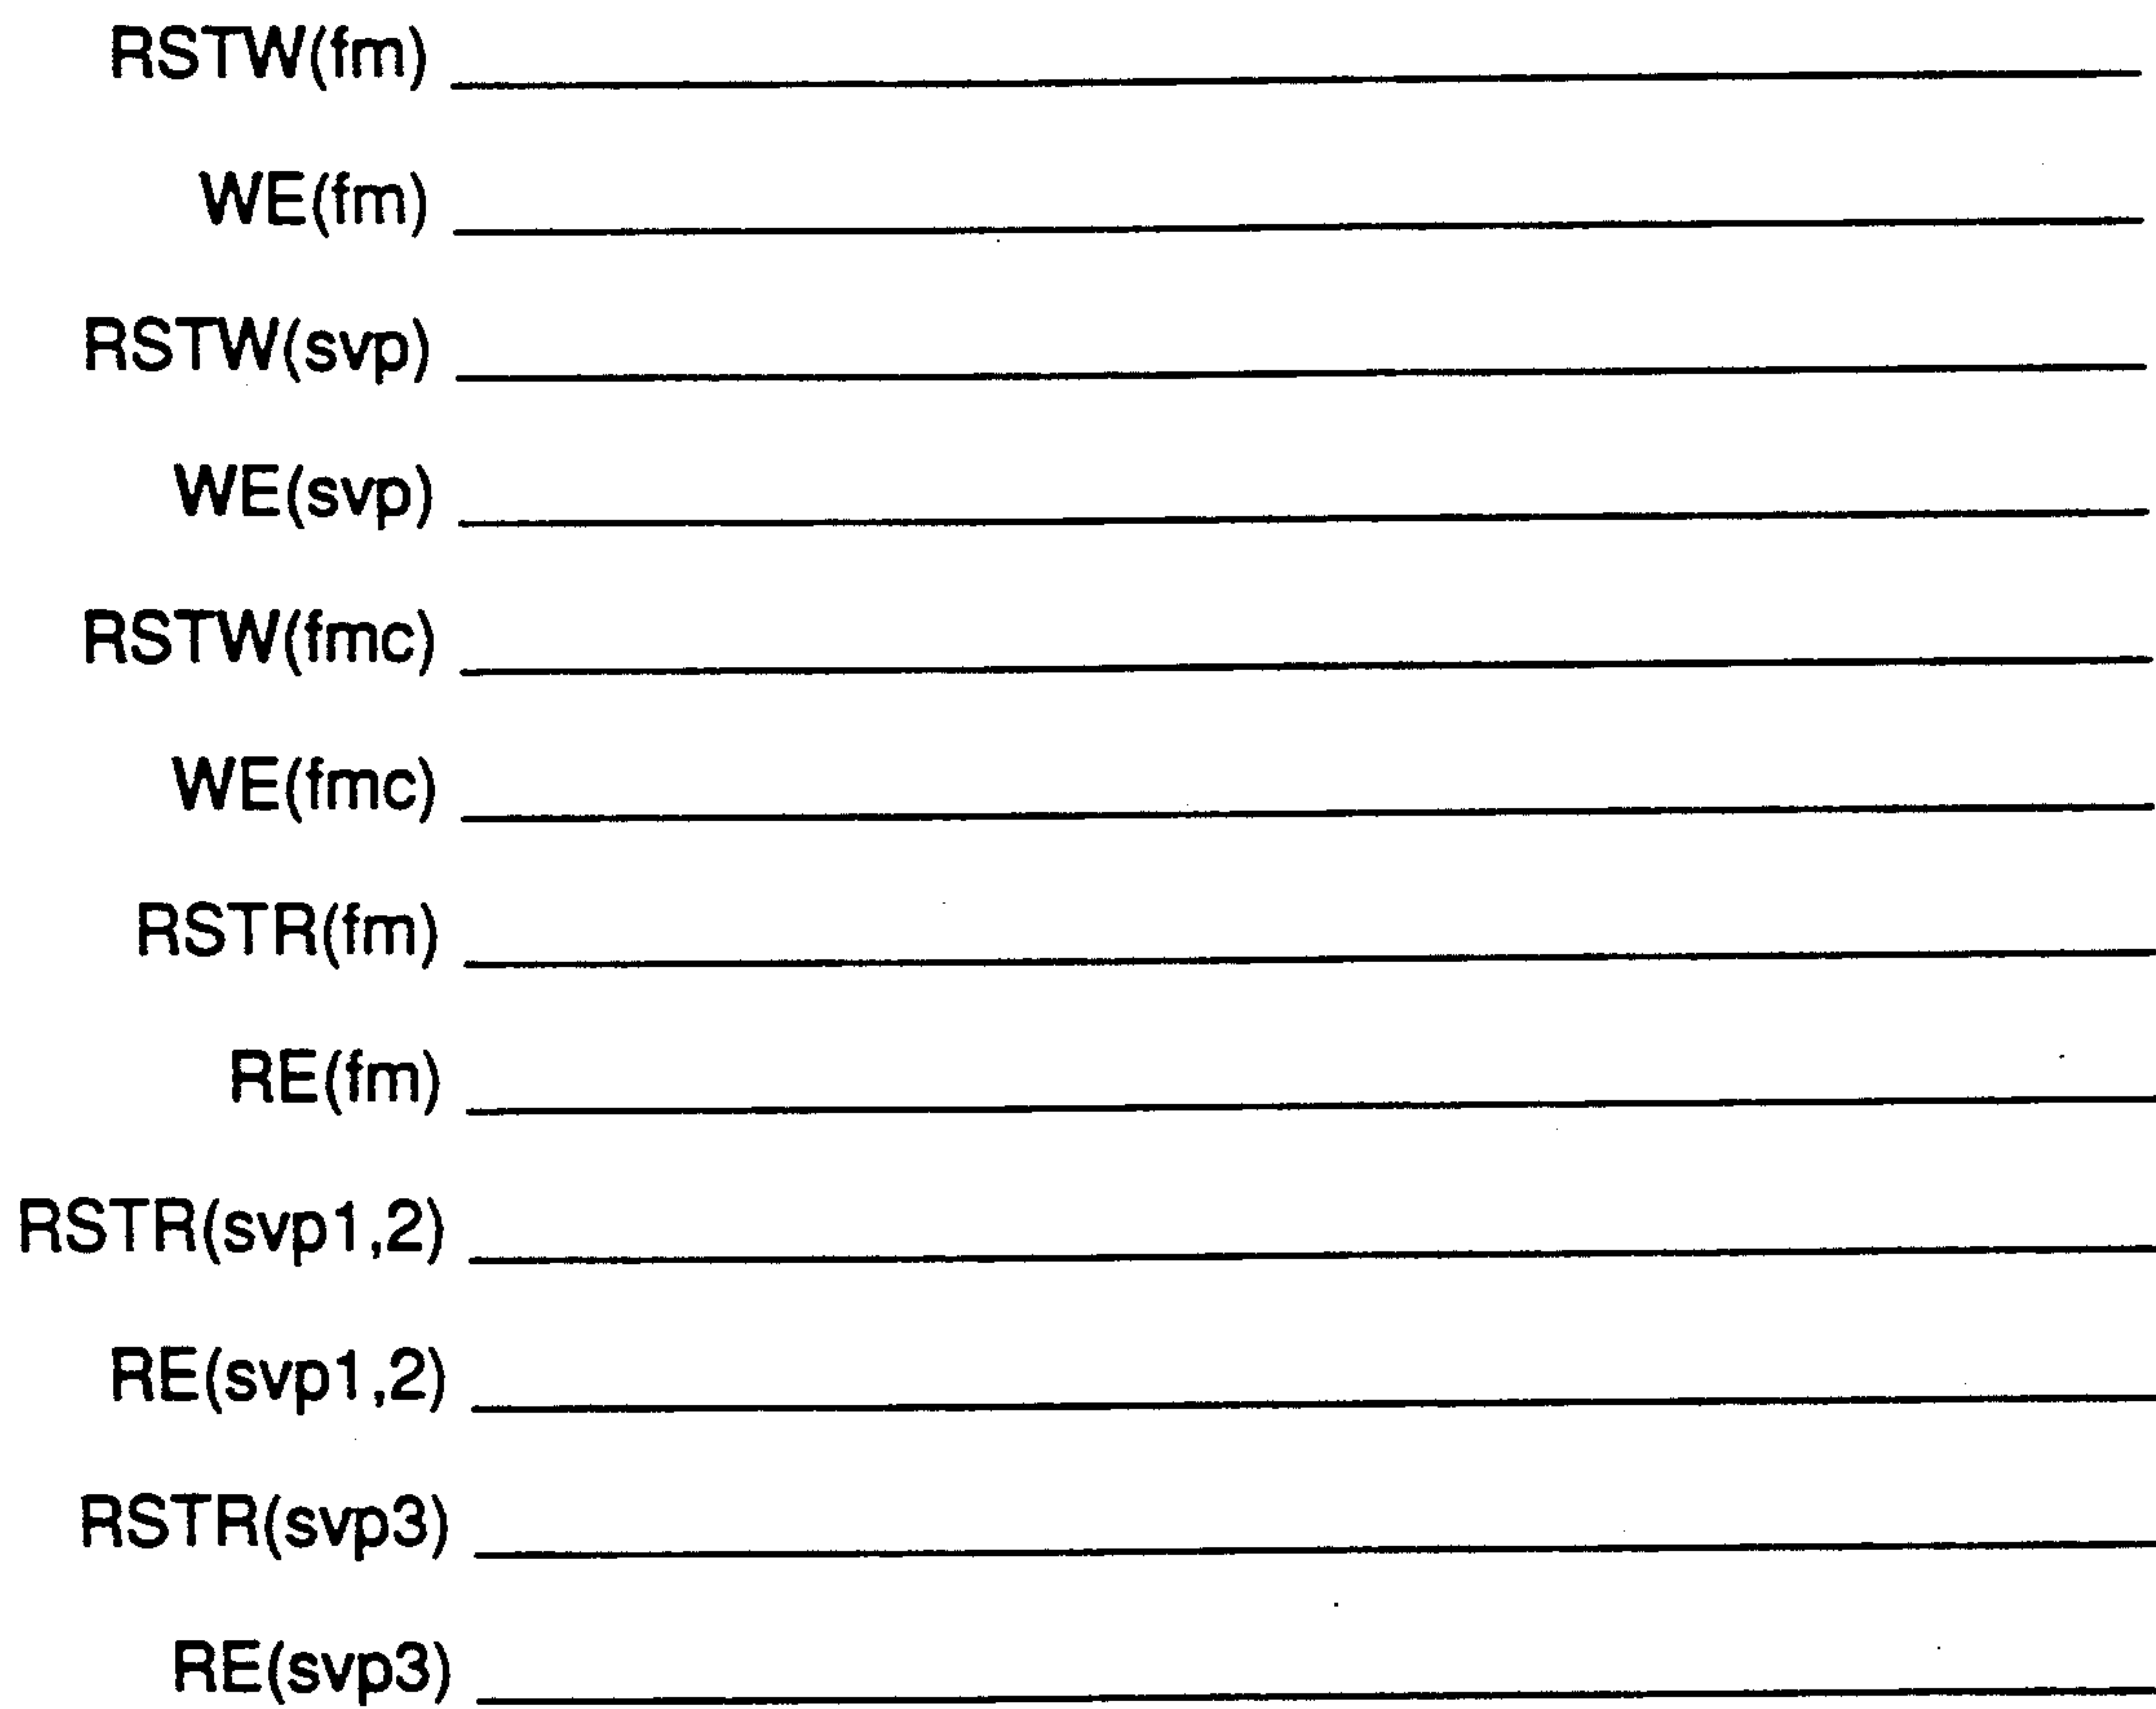 RSTW(fm)
WE(fm)
RSTW(svp)
WE(svp)
RSTW(fmc)
WE(fmc)
RSTR(fm)
RE(fm)
RSTR(svp1,2)
RE(svp1,2)
RSTR(svp3)
RE(svp3)